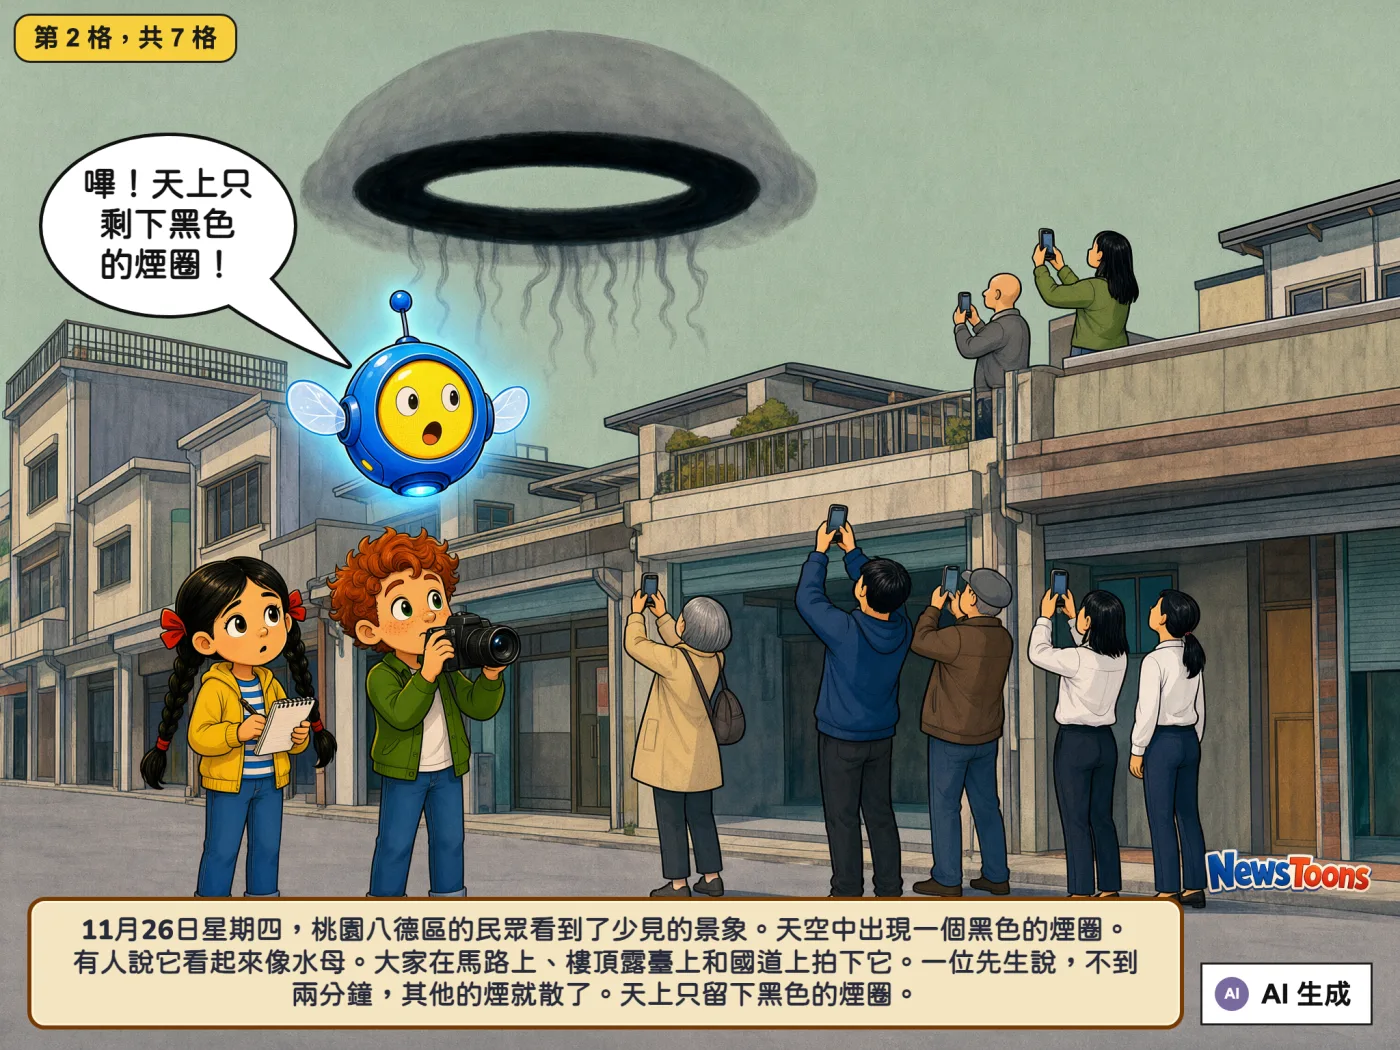 第 2 格，共 7 格
嗶！天上只
剩下黑色
的煙圈！
11月26日星期四，桃園八德區的民眾看到了少見的景象。天空中出現一個黑色的煙圈。
有人說它看起來像水母。大家在馬路上、樓頂露臺上和國道上拍下它。一位先生說，不到
兩分鐘，其他的煙就散了。天上只留下黑色的煙圈。
NewsToons
AI AI 生成